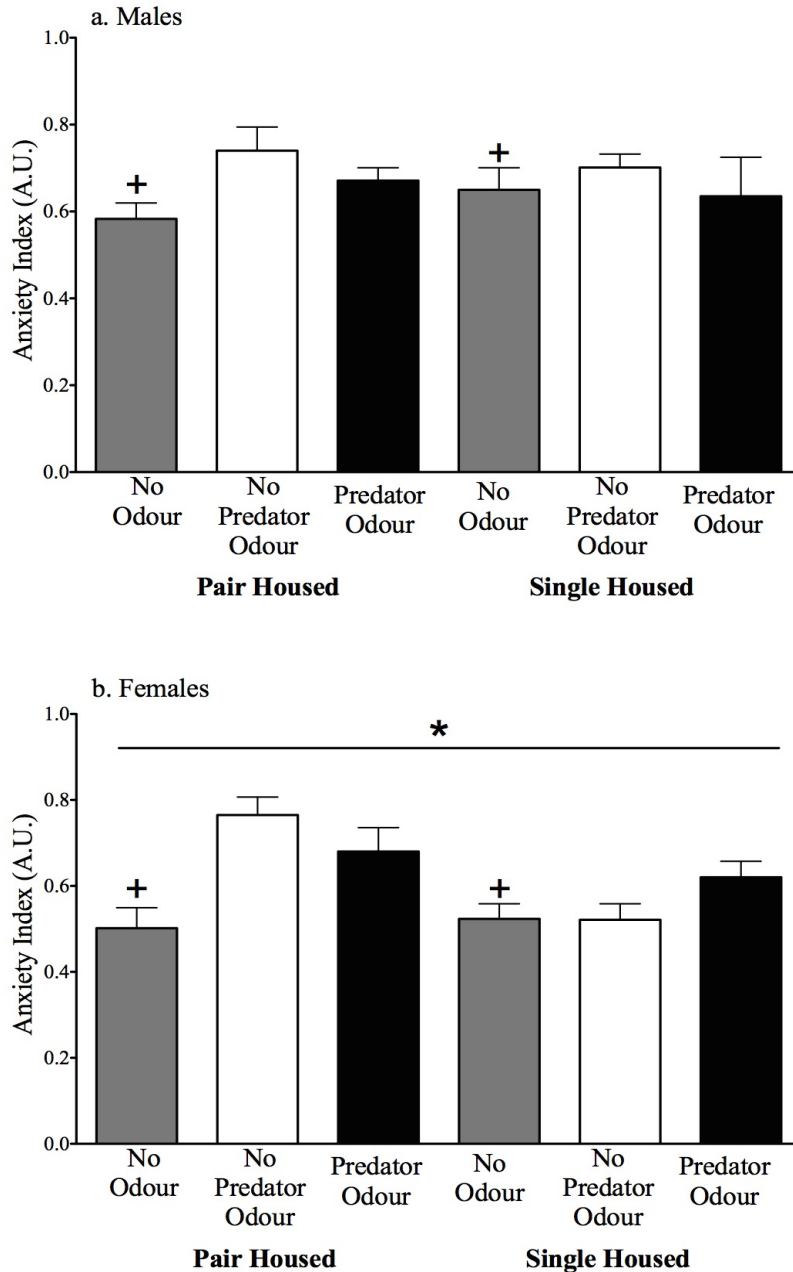 a. Males
Anxiety Index (A.U.)
1.0
0.8
0.6
0.4
0.2
0.0
+
+
No No Predator No No Predator
Odour Predator Odour Odour Predator Odour
Odour Odour
Pair Housed Single Housed
b. Females
Anxiety Index (A.U.)
1.0
0.8
0.6
0.4
0.2
0.0
*
+
+
No No Predator No No Predator
Odour Predator Odour Odour Predator Odour
Odour Odour
Pair Housed Single Housed